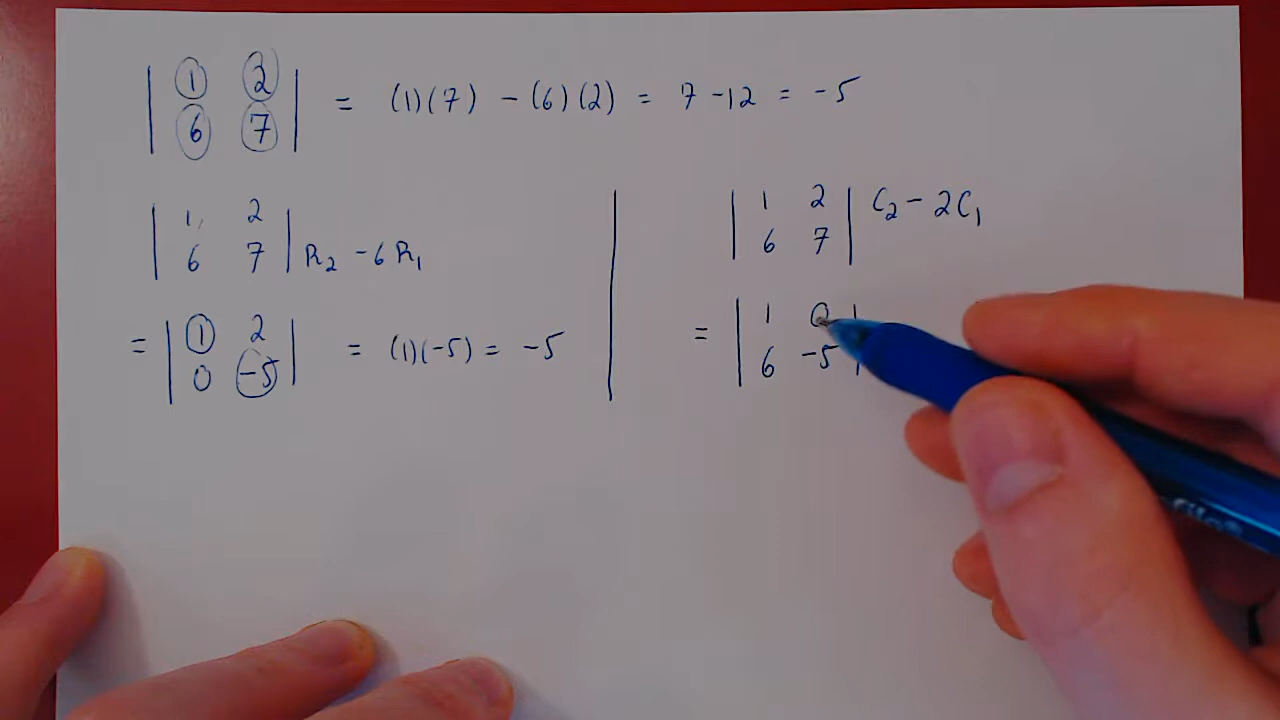 | 1 2 |
| 6 7 | = (1)(7) - (6)(2) = 7 - 12 = -5
| 1 2 |
| 6 7 | R₂ - 6R₁
= | 1 2 |
| 0 -5 | = (1)(-5) = -5
| 1 2 | C₂ - 2C₁
| 6 7 |
= | 1 0 |
| 6 -5 |